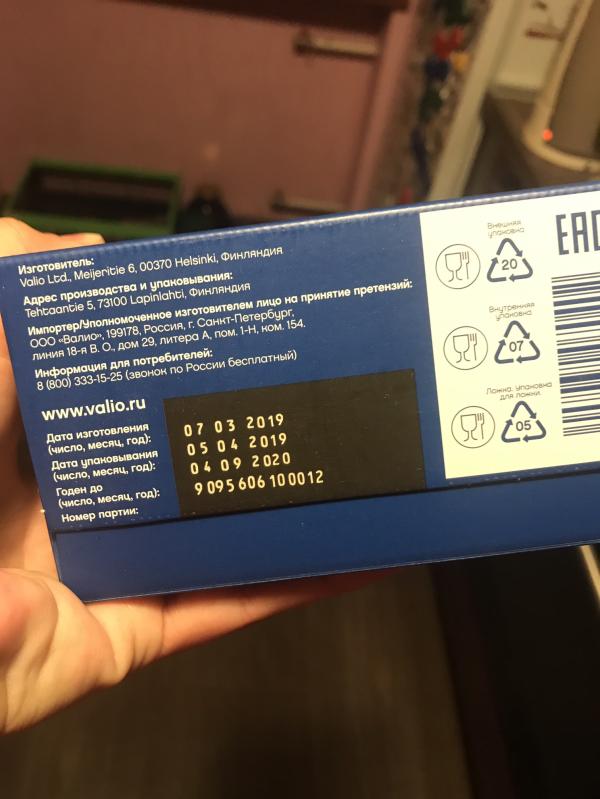 Изготовитель:
Valio Ltd., Meijeritie 6, 00370 Helsinki, Финляндия
Адрес производства и упаковывания:
Tehtaantie 5, 73100 Lapinlahti, Финляндия
Импортер/Уполномоченное изготовителем лицо на принятие претензий:
ООО «Валио», 199178, Россия, г. Санкт-Петербург,
линия 18-я В. О., дом 29, литера А, пом. 1-Н, ком. 154.
Информация для потребителей:
8 (800) 333-15-25 (звонок по России бесплатный)
www.valio.ru
Дата изготовления
(число, месяц, год):
Дата упаковывания
(число, месяц, год):
Годен до
(число, месяц, год):
Номер партии:
07 03 2019
05 04 2019
04 09 2020
9 095 606 10 0012
Внешняя
упаковка
20
Внутренняя
упаковка
07
Ложка. Упаковка
для ложки.
05
EAC